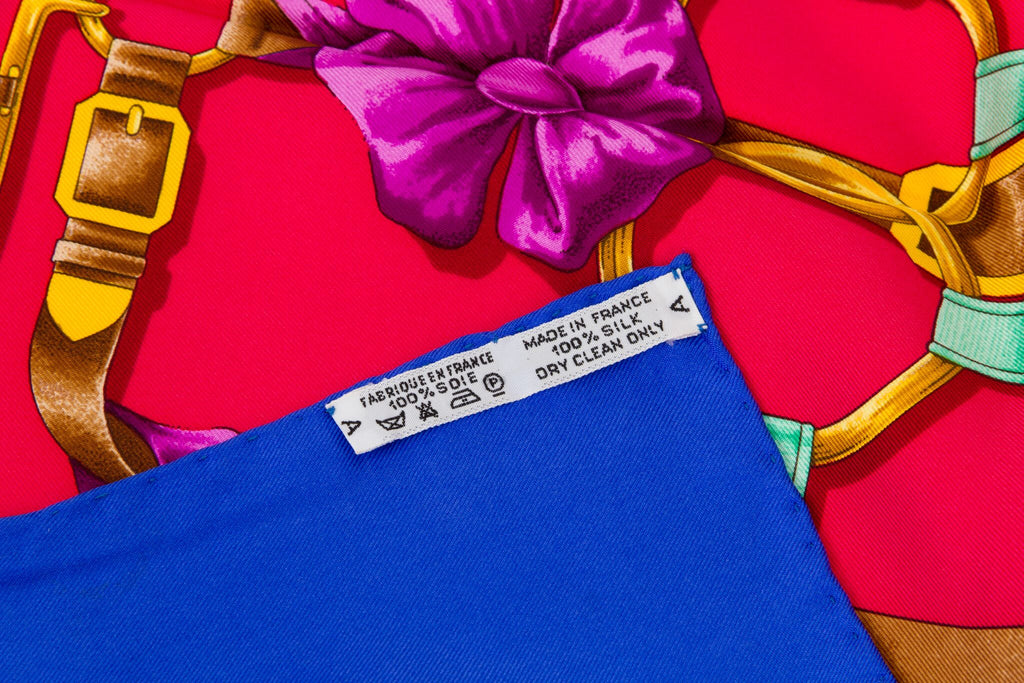 A
FABRIQUE EN FRANCE
100% SOIE
P
MADE IN FRANCE
100% SILK
DRY CLEAN ONLY
A